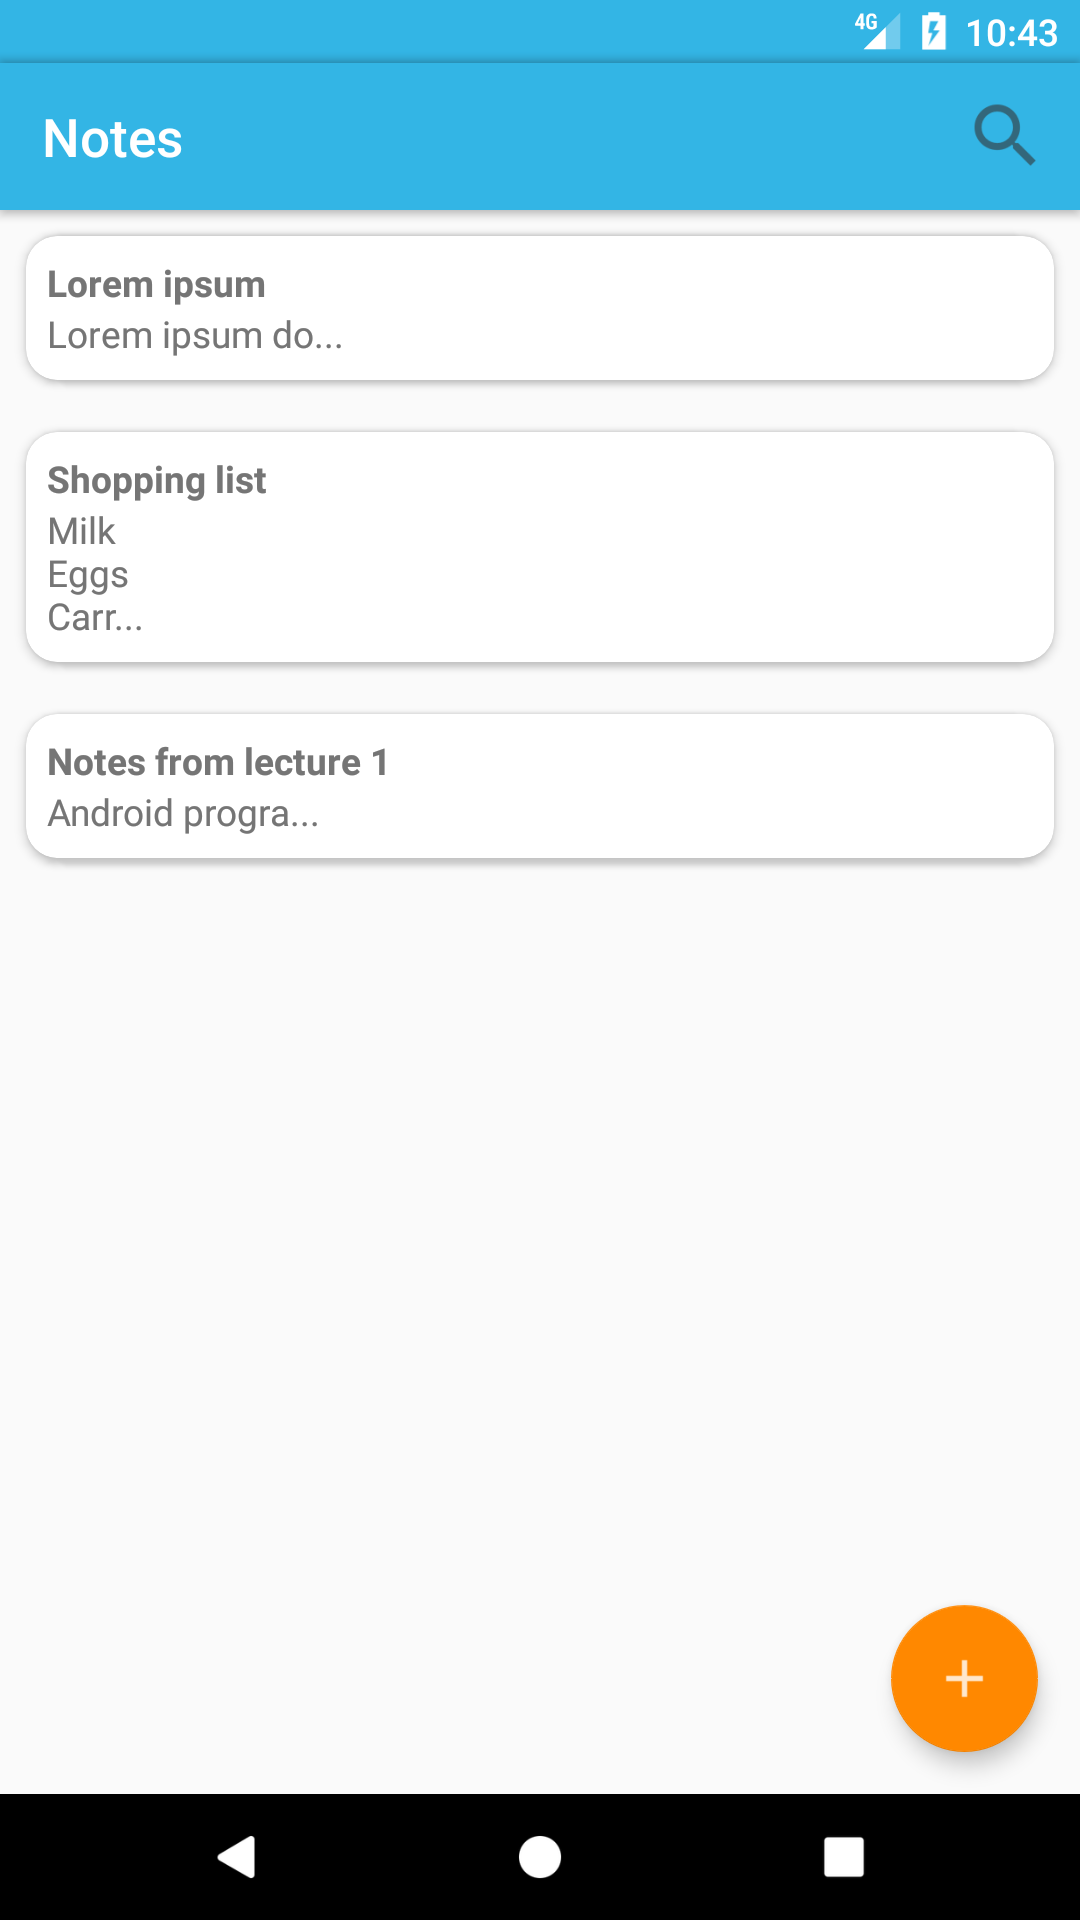 4G 10:43
Notes
Lorem ipsum
Lorem ipsum do...
Shopping list
Milk
Eggs
Carr...
Notes from lecture 1
Android progra...